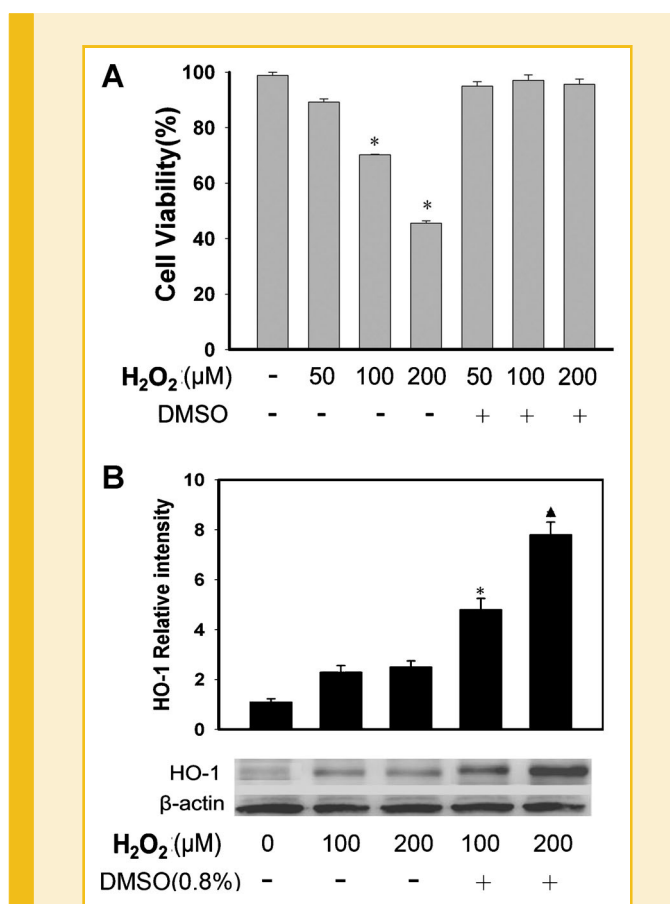 A
100
80
60
40
20
0
Cell Viability(%)
*
*
H₂O₂:(µM) - 50 100 200 50 100 200
DMSO - - - - + + +
B
10
8
6
4
2
0
HO-1 Relative intensity
*
▲
HO-1
β-actin
H₂O₂:(µM) 0 100 200 100 200
DMSO(0.8%) - - - + +